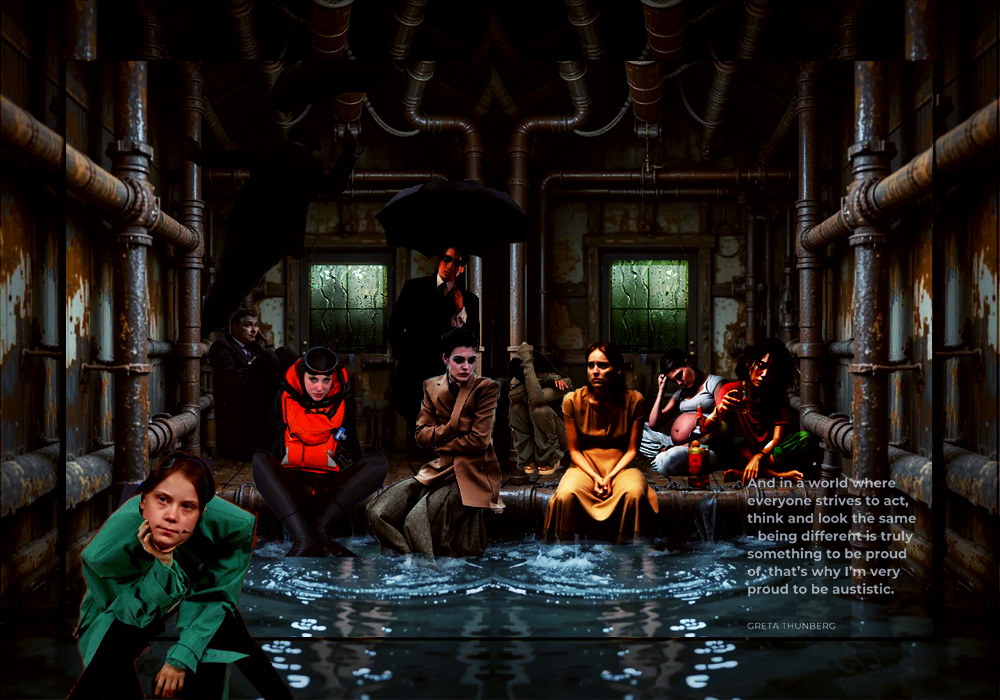 And in a world where
everyone strives to act,
think and look the same
– being different is truly
something to be proud
of, that's why I'm very
proud to be austistic.
GRETA THUNBERG